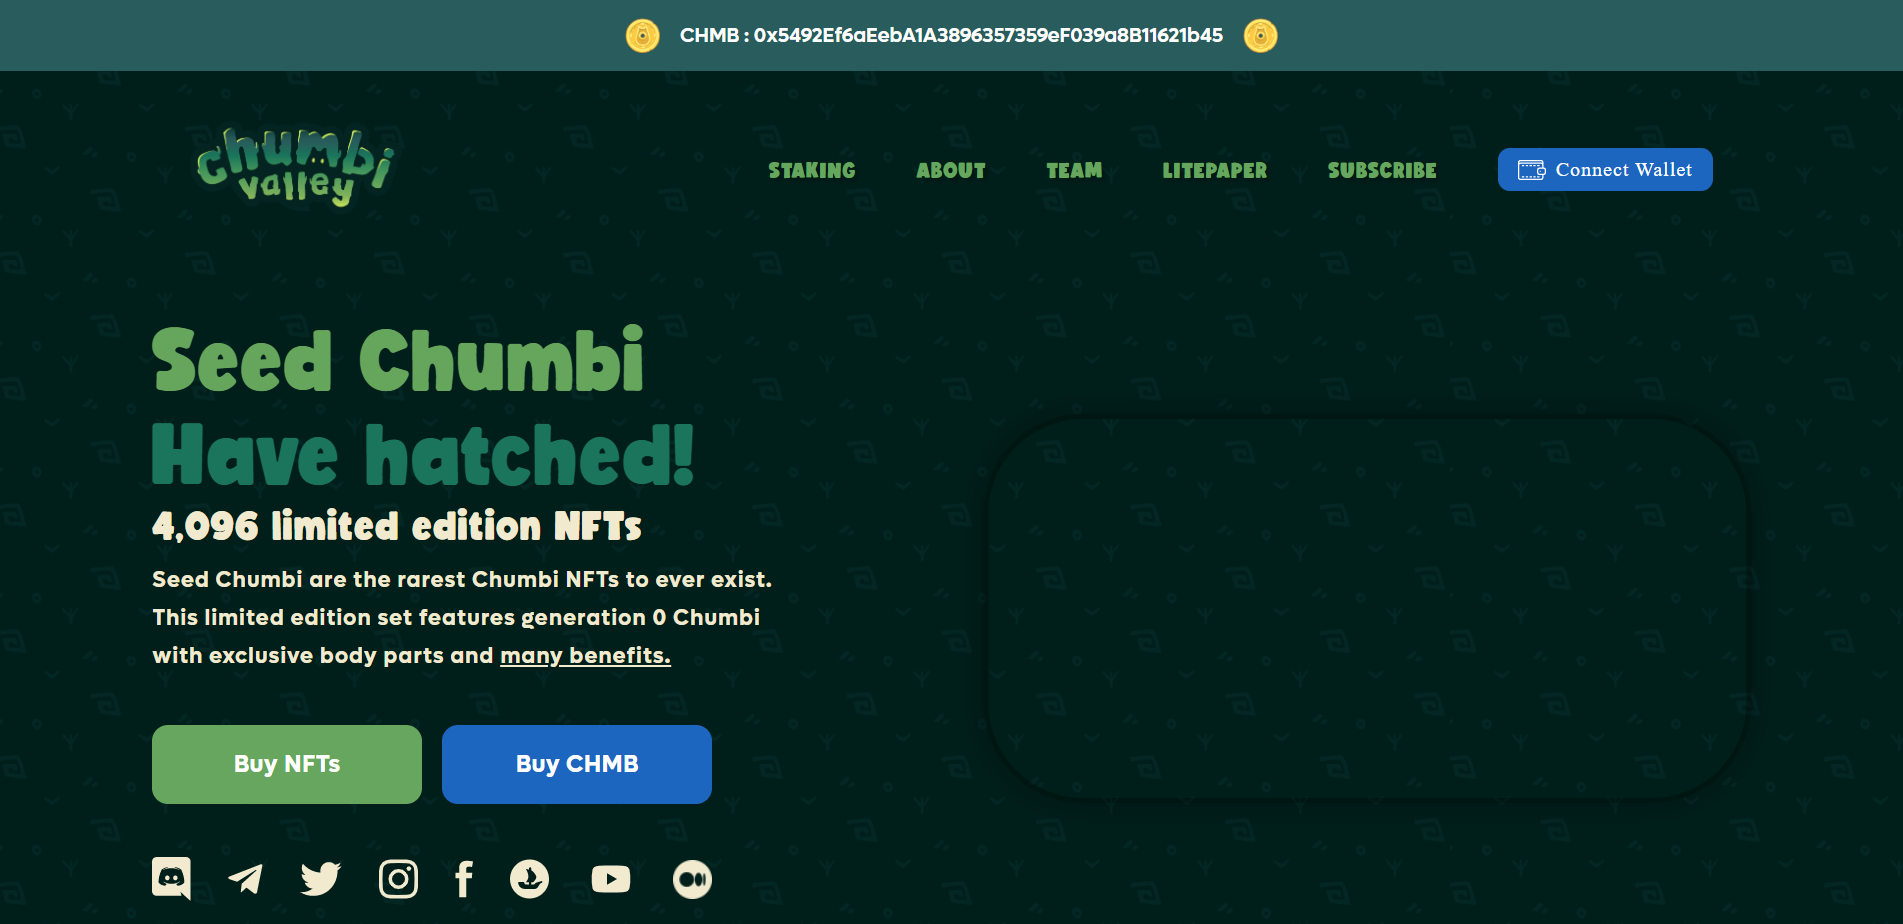 CHMB : 0x5492Ef6aEebA1A3896357359eF039a8B11621b45
chumbi
valley
STAKING
ABOUT
TEAM
LITEPAPER
SUBSCRIBE
Connect Wallet
Seed Chumbi
Have hatched!
4,096 limited edition NFTs
Seed Chumbi are the rarest Chumbi NFTs to ever exist.
This limited edition set features generation 0 Chumbi
with exclusive body parts and many benefits.
Buy NFTs
Buy CHMB